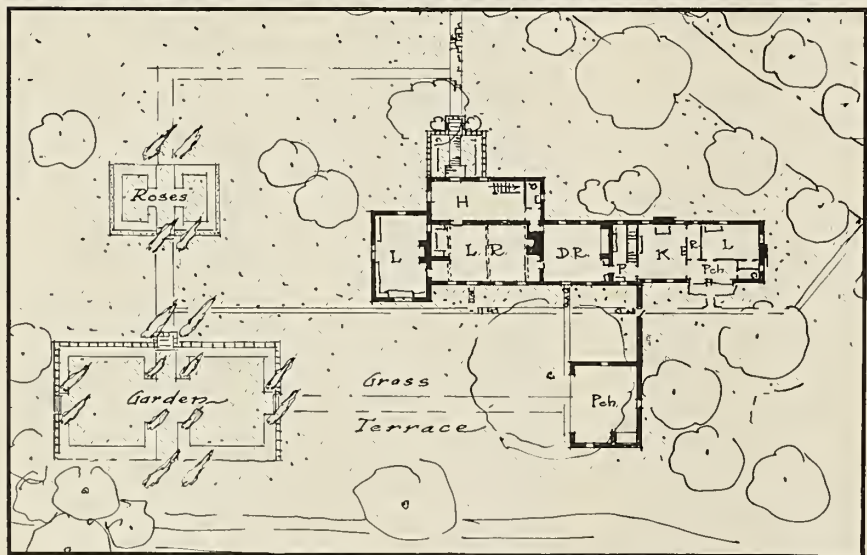 Roses
H
L
L. R.
D.R.
P.
K.
R.
L
Pch.
Garden
Grass
Terrace
Pch.